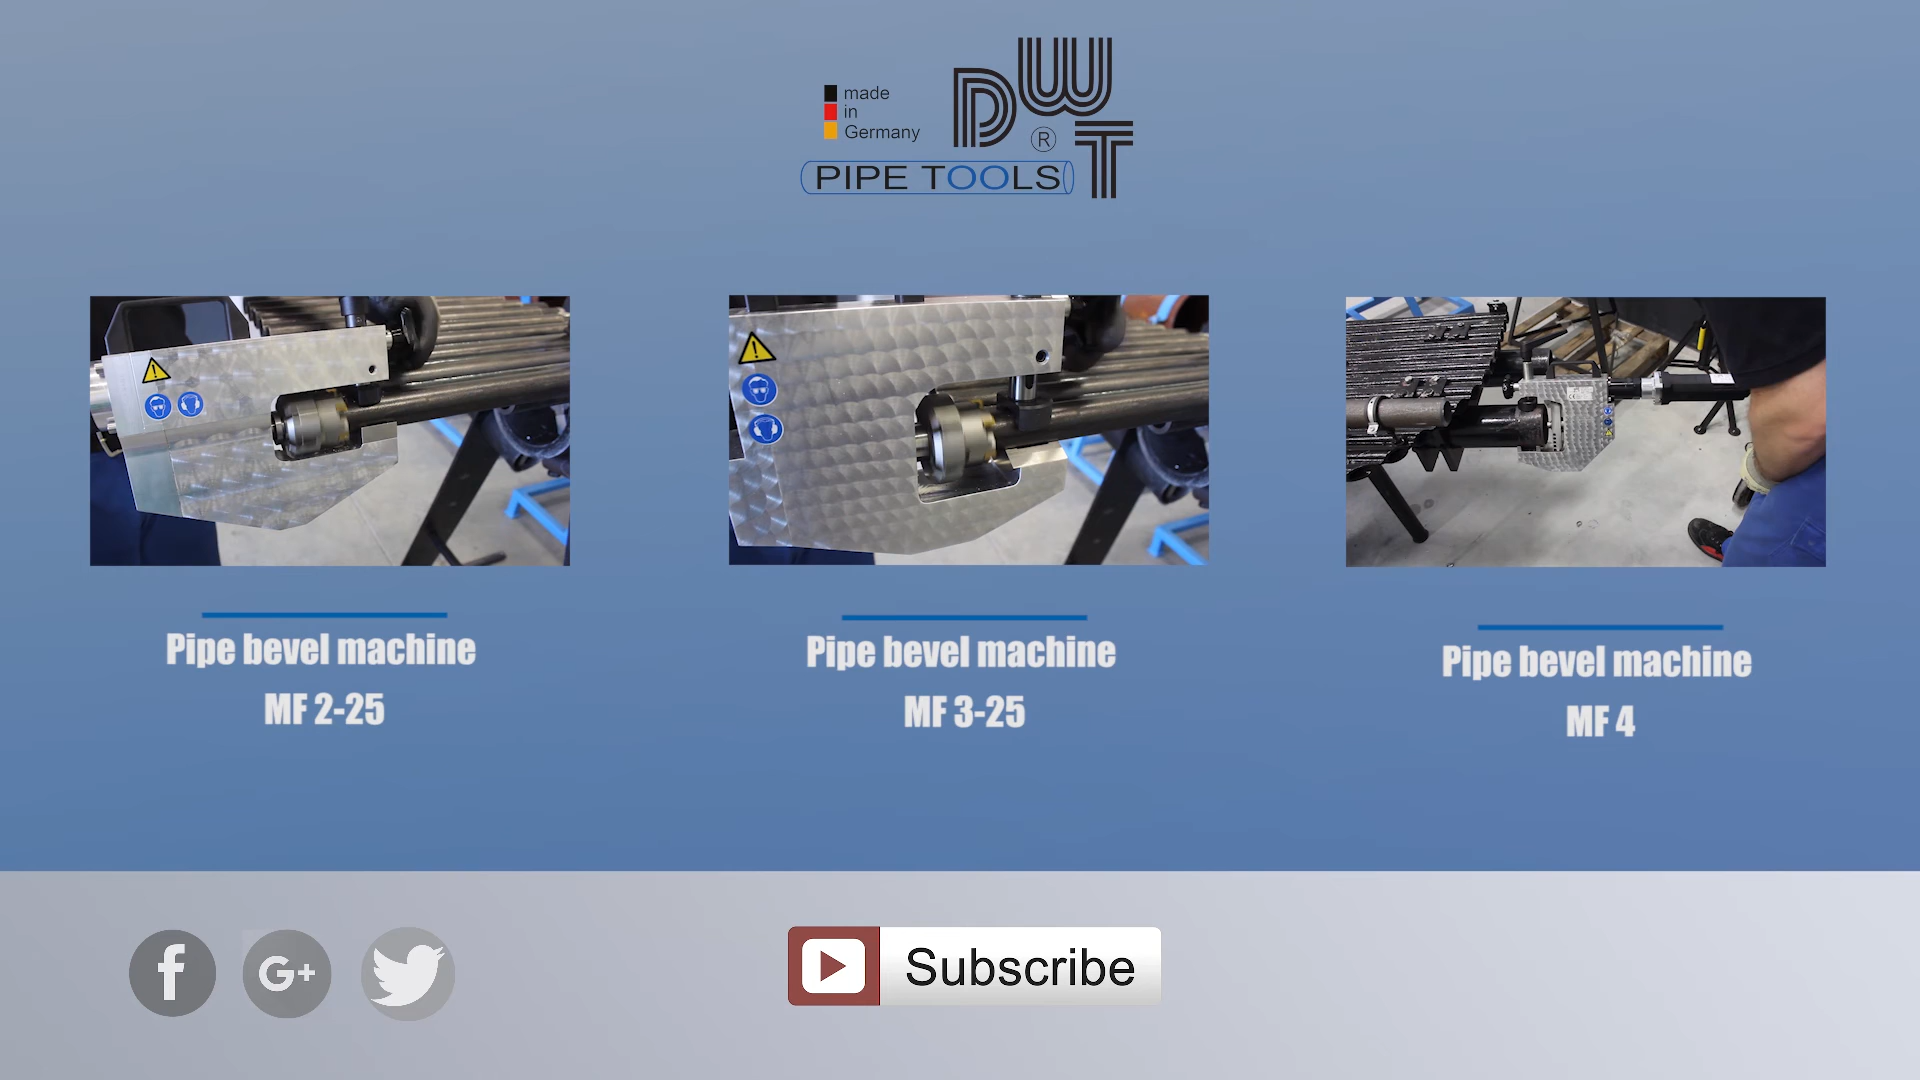 made
in
Germany
DWT
®
PIPE TOOLS
Pipe bevel machine
MF 2-25
Pipe bevel machine
MF 3-25
Pipe bevel machine
MF 4
f
G+
Subscribe